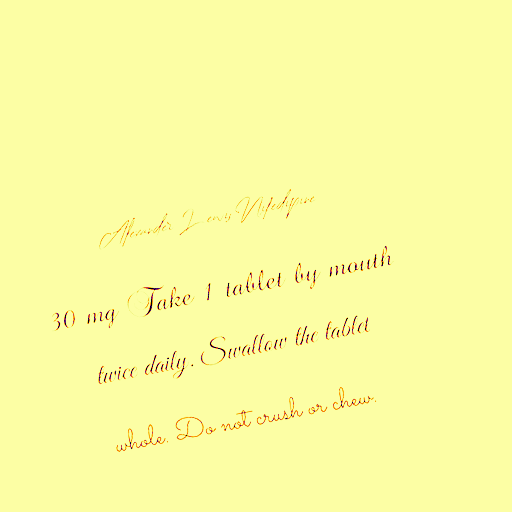 Alexander Lewis Nifedipine
30 mg Take 1 tablet by mouth
twice daily. Swallow the tablet
whole. Do not crush or chew.